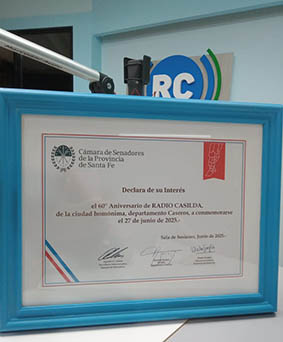 RC
Cámara de Senadores
de la Provincia
de Santa Fe
Declara de su Interés
el 60° Aniversario de RADIO CASILDA,
de la ciudad homónima, departamento Caseros, a conmemorarse
el 27 de junio de 2025.-
Sala de Sesiones, Junio de 2025.-